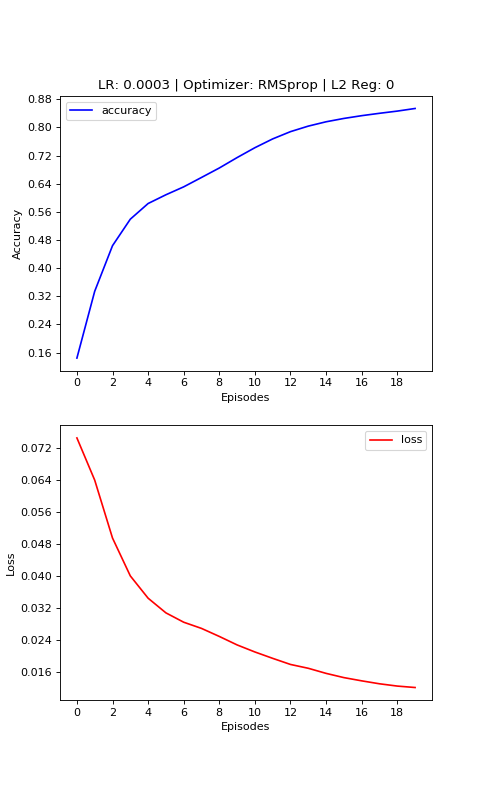 LR: 0.0003 | Optimizer: RMSprop | L2 Reg: 0
accuracy
0.88
0.80
0.72
0.64
0.56
0.48
0.40
0.32
0.24
0.16
Accuracy
0 2 4 6 8 10 12 14 16 18
Episodes
loss
0.072
0.064
0.056
0.048
0.040
0.032
0.024
0.016
Loss
0 2 4 6 8 10 12 14 16 18
Episodes